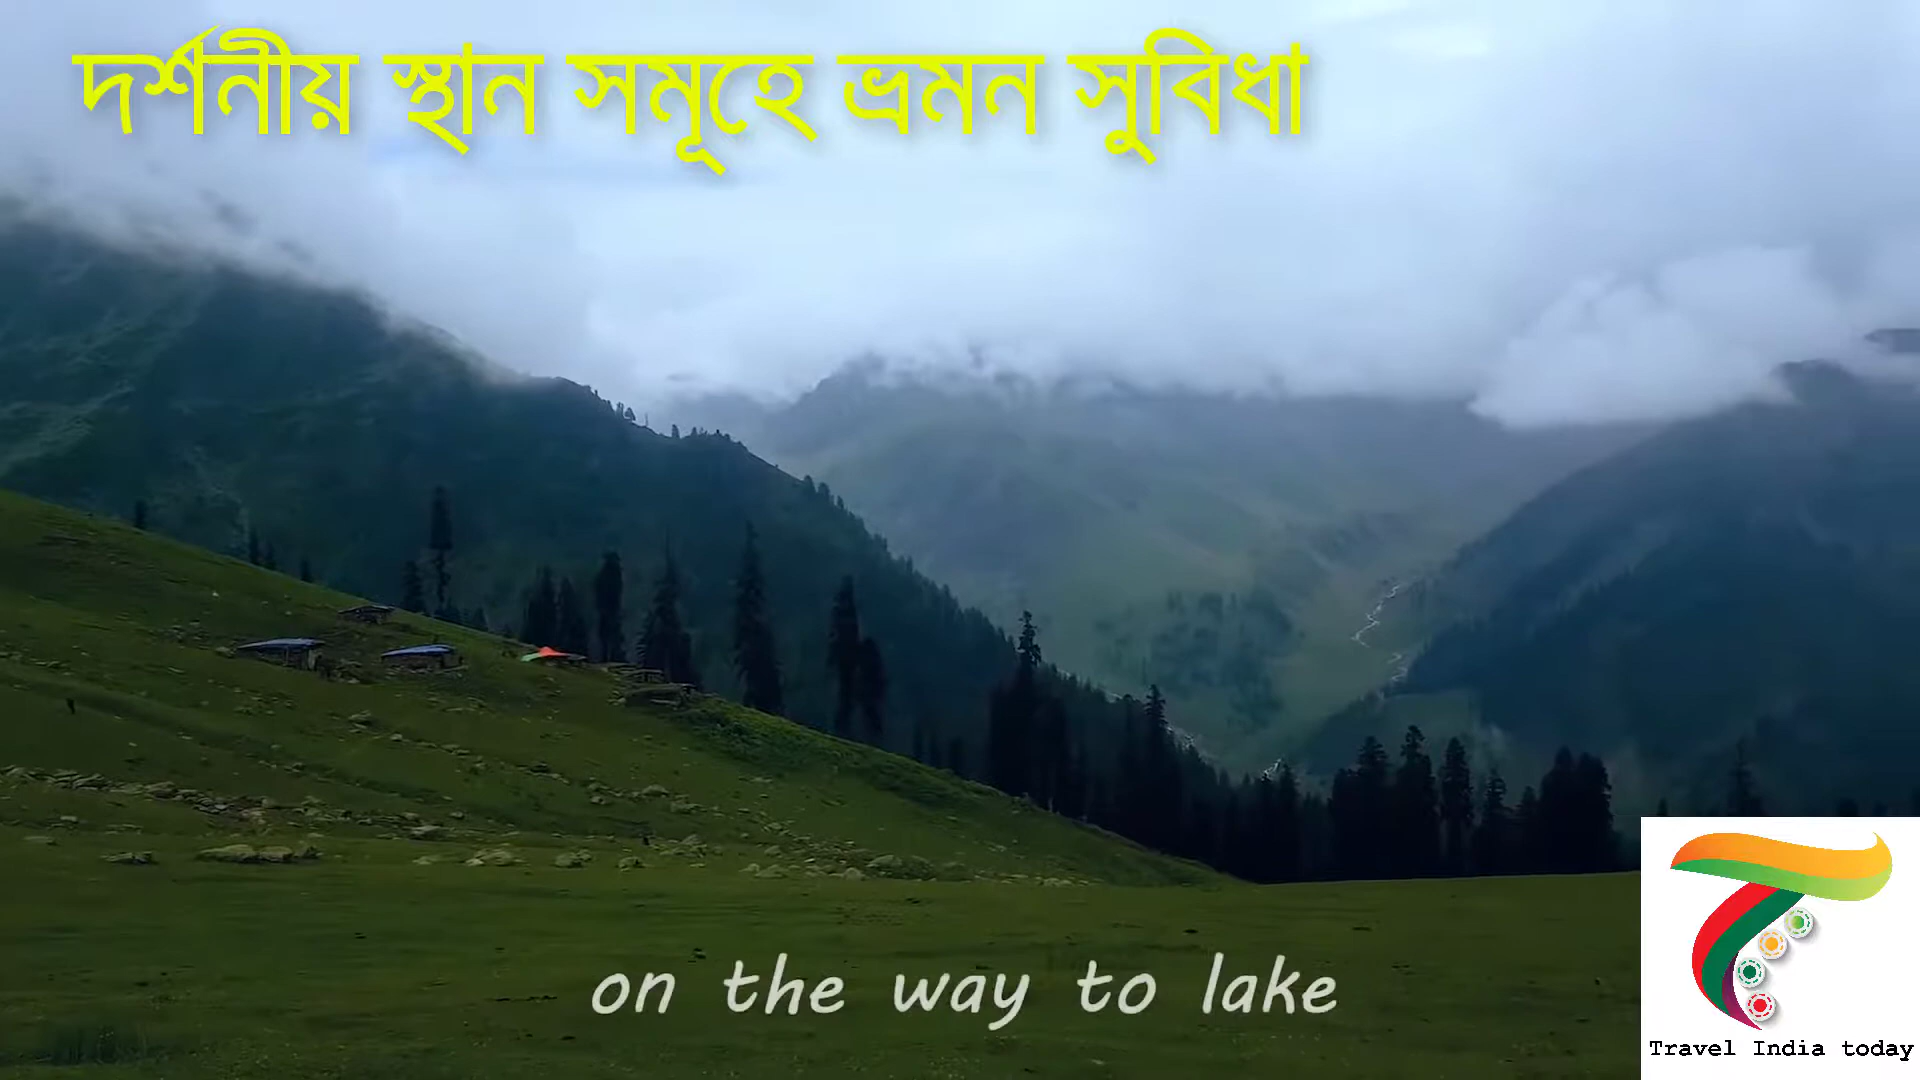 দর্শনীয় স্থান সমূহে ভ্রমন সুবিধা
on the way to lake
Travel India today